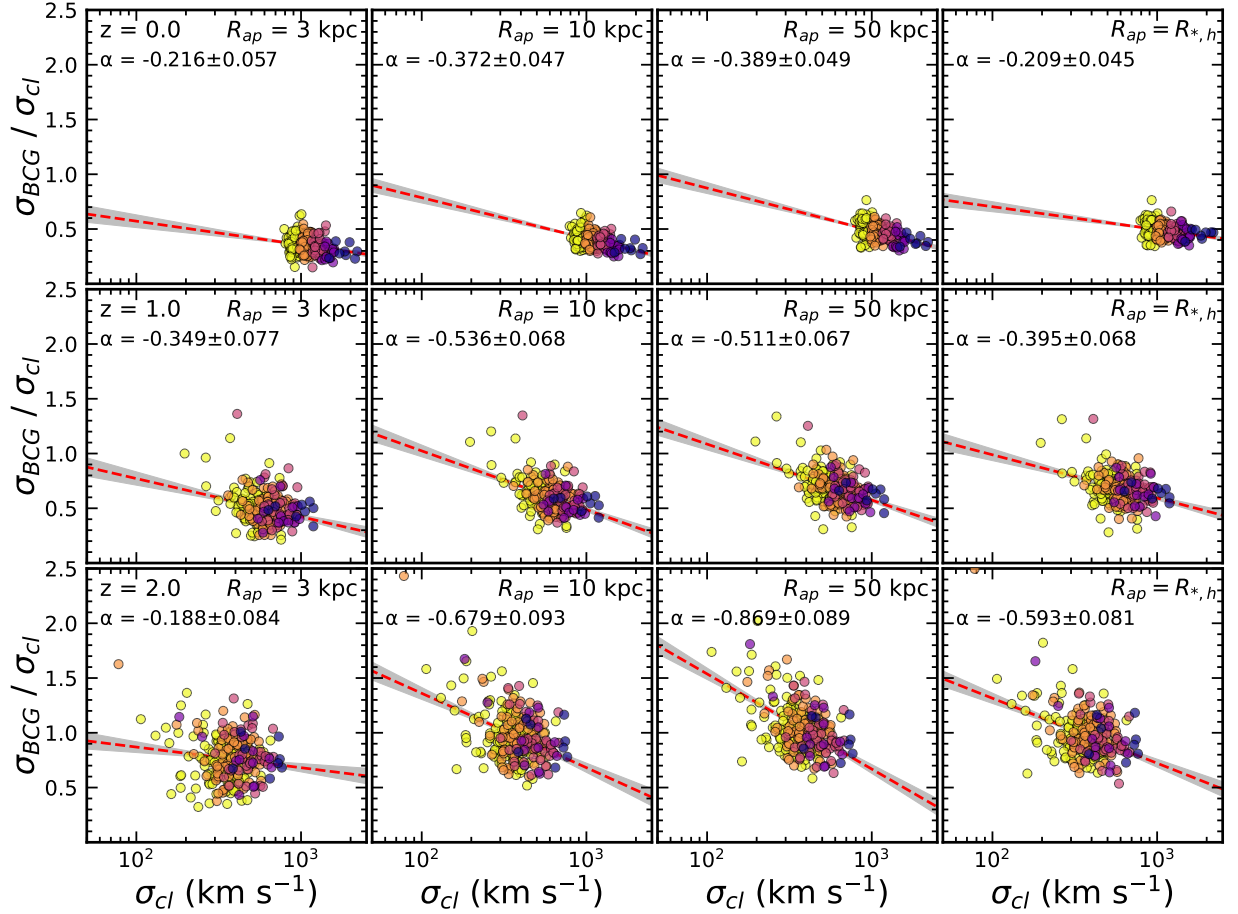 z = 0.0 R_ap = 3 kpc R_ap = 10 kpc R_ap = 50 kpc R_ap = R_*,h
α = -0.216±0.057 α = -0.372±0.047 α = -0.389±0.049 α = -0.209±0.045
2.5
2.0
1.5
1.0
0.5
σ_BCG / σ_cl
z = 1.0 R_ap = 3 kpc R_ap = 10 kpc R_ap = 50 kpc R_ap = R_*,h
α = -0.349±0.077 α = -0.536±0.068 α = -0.511±0.067 α = -0.395±0.068
2.5
2.0
1.5
1.0
0.5
σ_BCG / σ_cl
z = 2.0 R_ap = 3 kpc R_ap = 10 kpc R_ap = 50 kpc R_ap = R_*,h
α = -0.188±0.084 α = -0.679±0.093 α = -0.869±0.089 α = -0.593±0.081
2.5
2.0
1.5
1.0
0.5
σ_BCG / σ_cl
10² 10³ 10² 10³ 10² 10³ 10² 10³
σ_cl (km s⁻¹) σ_cl (km s⁻¹) σ_cl (km s⁻¹) σ_cl (km s⁻¹)